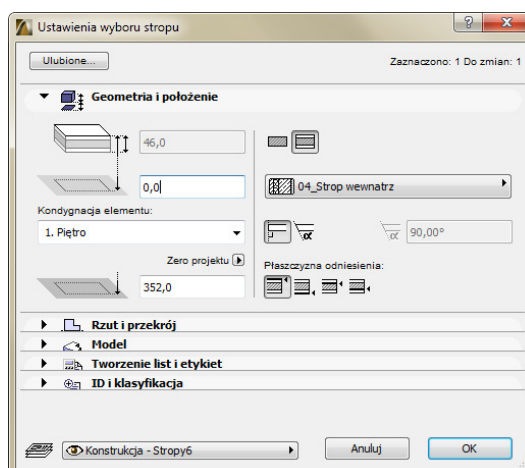 Ustawienia wyboru stropu
Ulubione...
Zaznaczono: 1 Do zmian: 1
Geometria i położenie
46,0
0,0
04_Strop wewnatrz
Kondygnacja elementu:
1. Piętro
α
α
90,00°
Zero projektu
Płaszczyzna odniesienia:
352,0
Rzut i przekrój
Model
Tworzenie list i etykiet
ID i klasyfikacja
Konstrukcja - Stropy6
Anuluj
OK